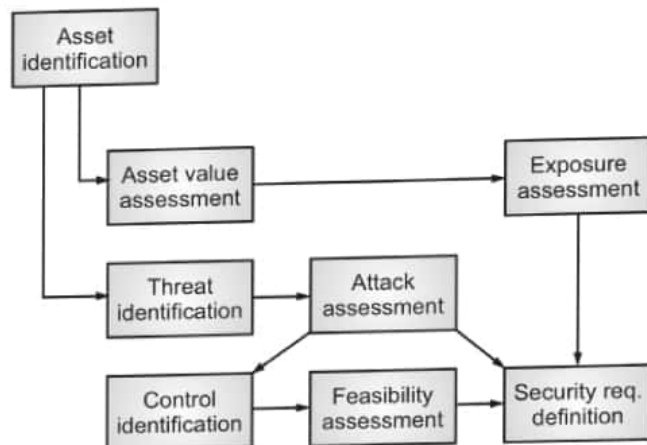 Asset
identification
Asset value
assessment
Exposure
assessment
Threat
identification
Attack
assessment
Control
identification
Feasibility
assessment
Security req.
definition